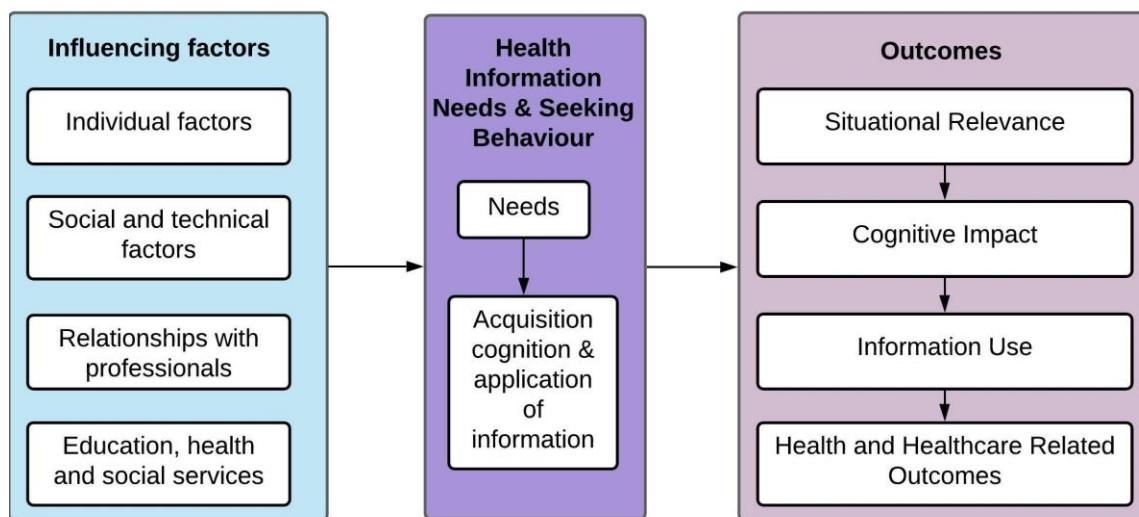 Influencing factors
Individual factors
Social and technical
factors
Relationships with
professionals
Education, health
and social services
Health
Information
Needs & Seeking
Behaviour
Needs
Acquisition
cognition &
application
of
information
Outcomes
Situational Relevance
Cognitive Impact
Information Use
Health and Healthcare Related
Outcomes